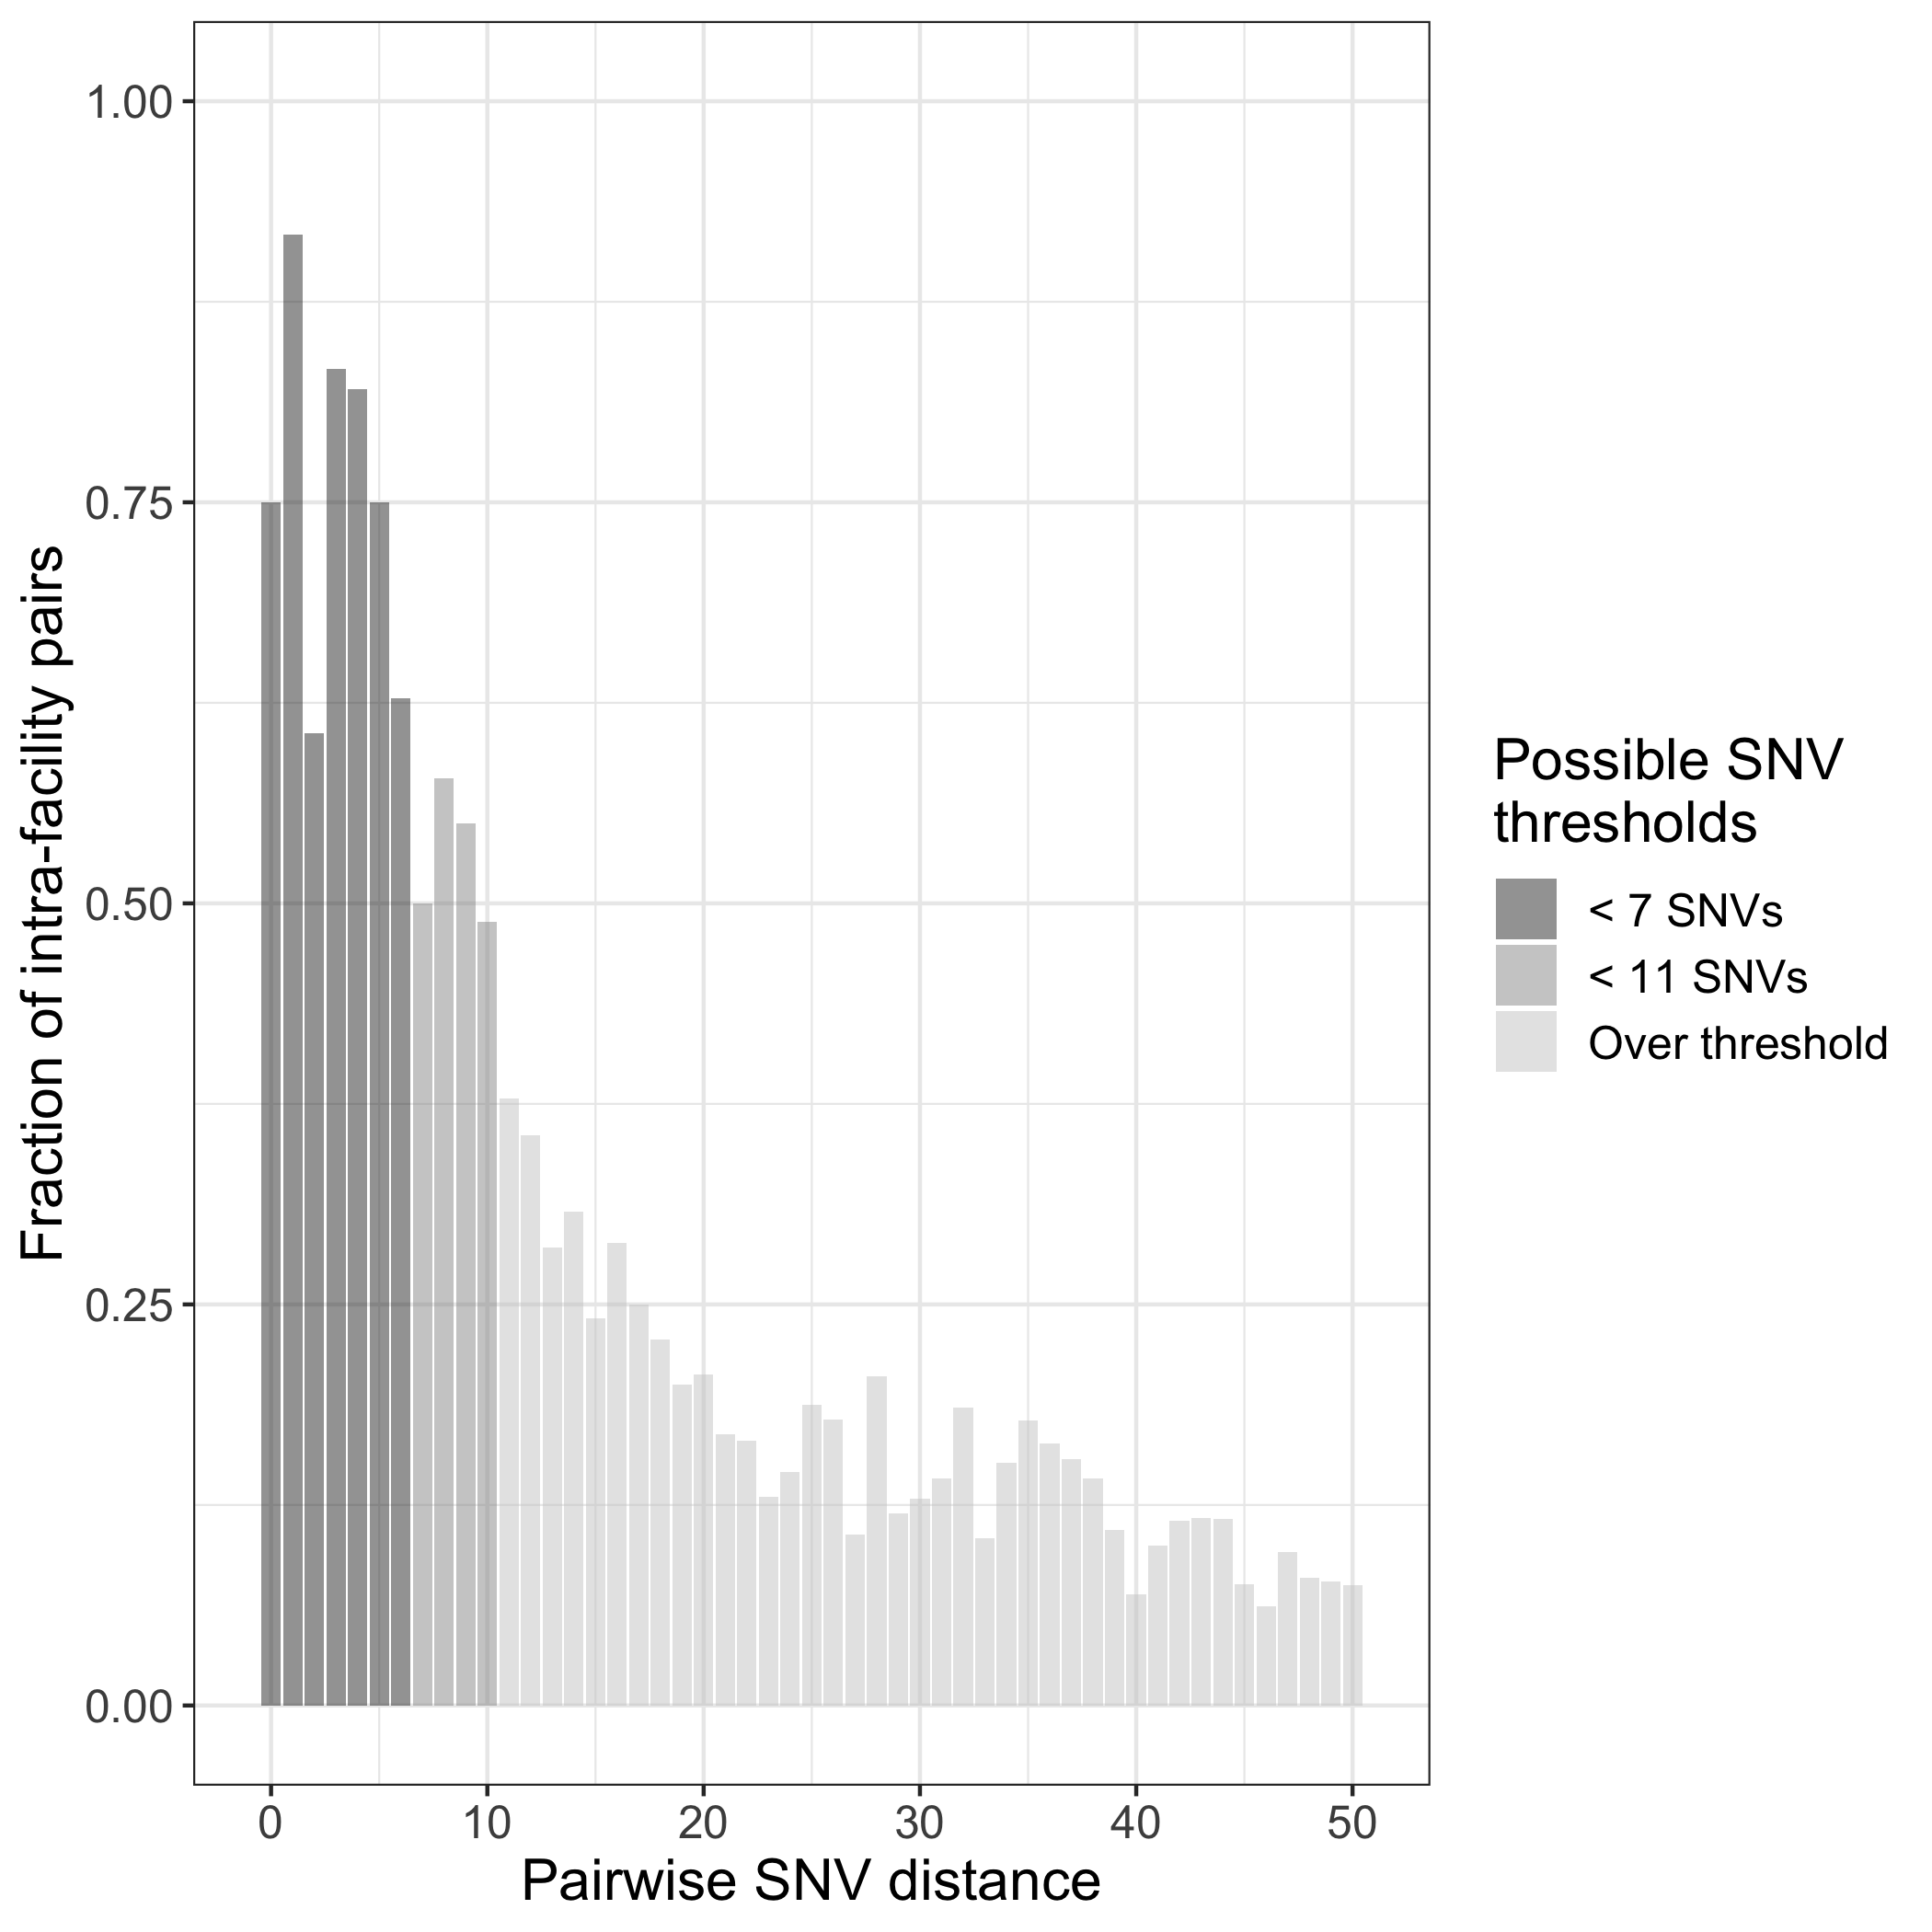 1.00
0.75
0.50
0.25
0.00
Fraction of intra-facility pairs
0 10 20 30 40 50
Pairwise SNV distance
Possible SNV
thresholds
< 7 SNVs
< 11 SNVs
Over threshold